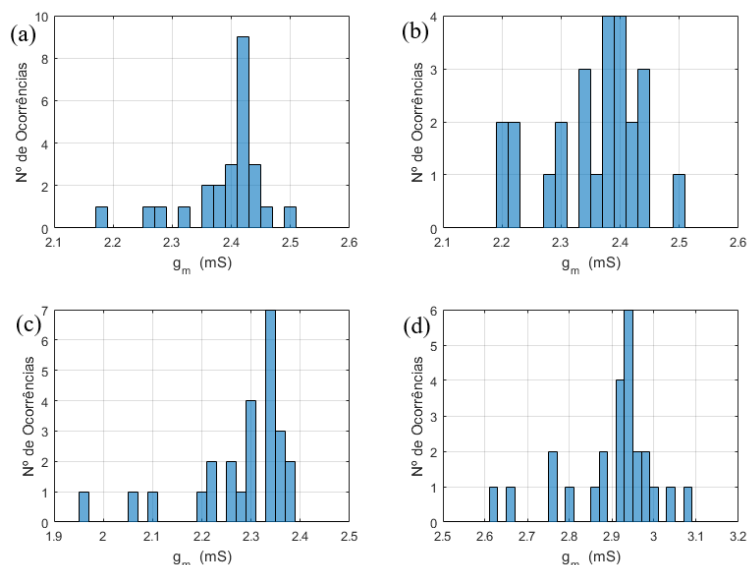 (a)
Nº de Ocorrências
10
8
6
4
2
0
2.1 2.2 2.3 2.4 2.5 2.6
g_m (mS)
(b)
Nº de Ocorrências
4
3
2
1
0
2.1 2.2 2.3 2.4 2.5 2.6
g_m (mS)
(c)
Nº de Ocorrências
7
6
5
4
3
2
1
0
1.9 2 2.1 2.2 2.3 2.4 2.5
g_m (mS)
(d)
Nº de Ocorrências
6
5
4
3
2
1
0
2.5 2.6 2.7 2.8 2.9 3 3.1 3.2
g_m (mS)